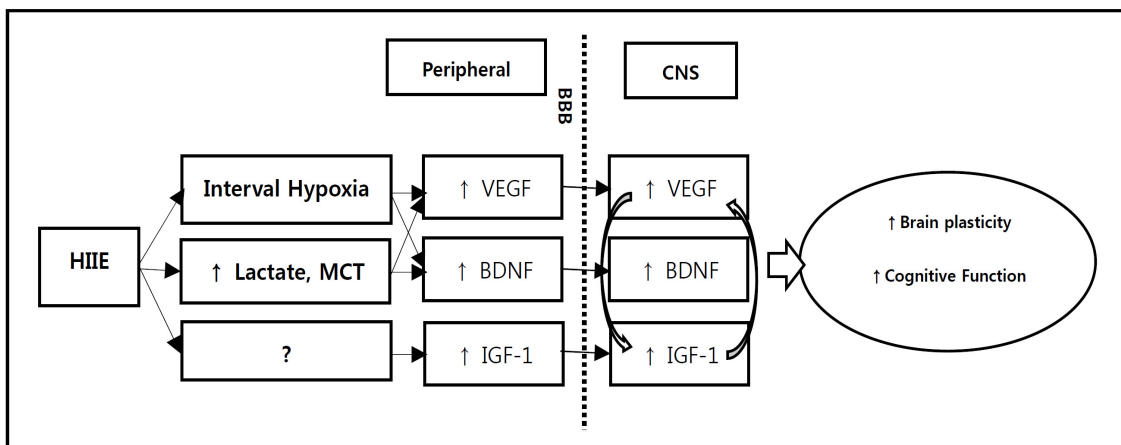 Peripheral
CNS
BBB
Interval Hypoxia
↑ VEGF
↑ VEGF
HIIE
↑ Lactate, MCT
↑ BDNF
↑ BDNF
?
↑ IGF-1
↑ IGF-1
↑ Brain plasticity
↑ Cognitive Function